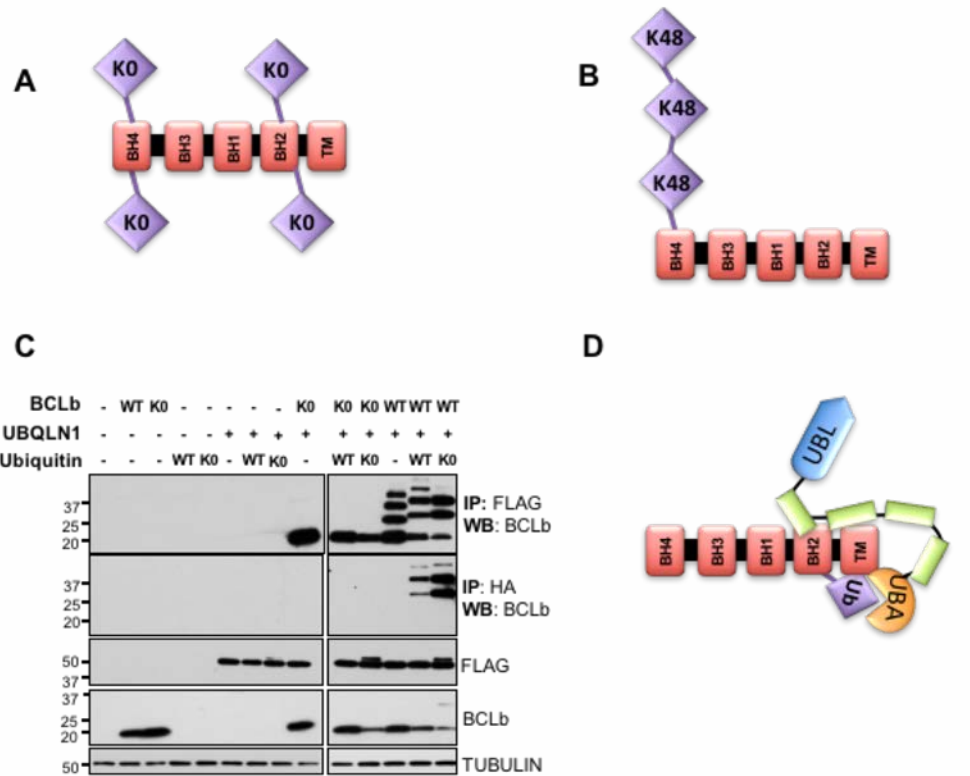 A
K0 K0
BH4 BH3 BH1 BH2 TM
K0 K0
B
K48
K48
K48
BH4 BH3 BH1 BH2 TM
C
BCLb - WT K0 - - - - - K0 K0 K0 WT WT WT
UBQLN1 - - - - - + + + + + + + + +
Ubiquitin - - - WT K0 - WT K0 - WT K0 - WT K0
37
25
20
IP: FLAG
WB: BCLb
37
25
20
IP: HA
WB: BCLb
50
37
FLAG
37
25
20
BCLb
50
TUBULIN
D
UBL
BH4 BH3 BH1 BH2 TM
Ub
UBA